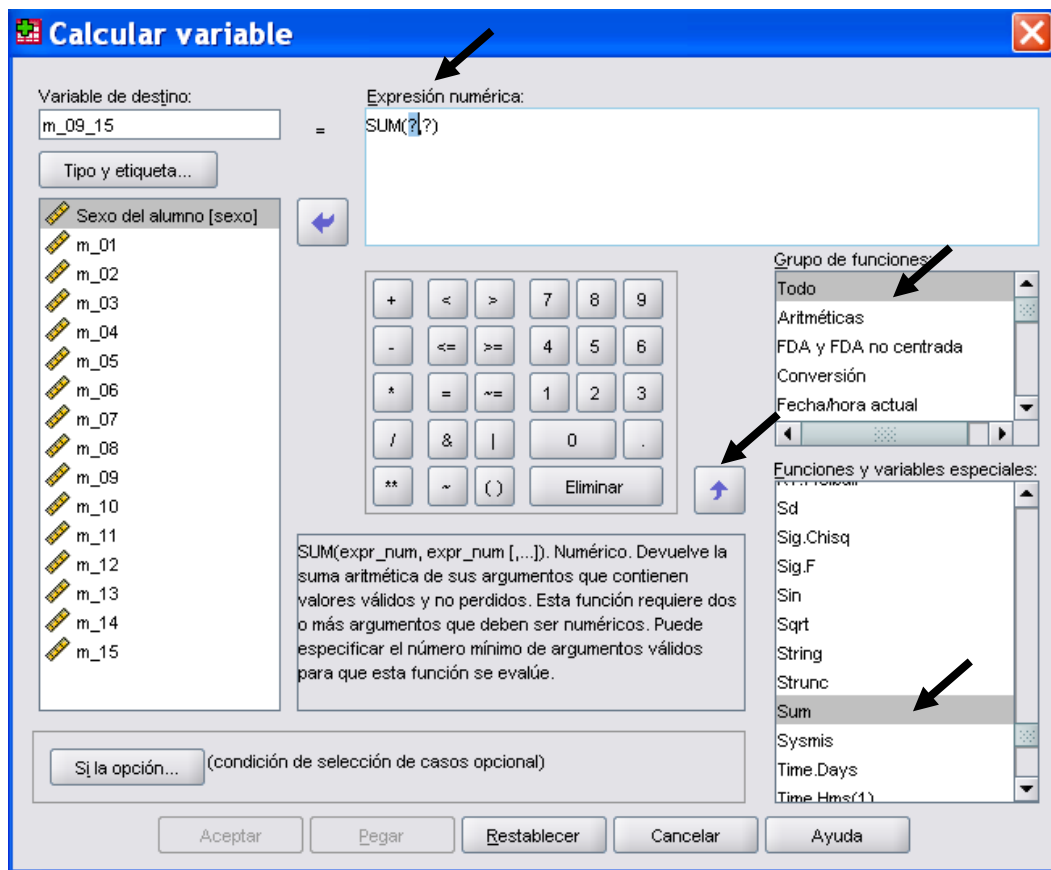 Calcular variable
Variable de destino:
m_09_15
=
Expresión numérica:
SUM(?,?)
Tipo y etiqueta...
Sexo del alumno [sexo]
m_01
m_02
m_03
m_04
m_05
m_06
m_07
m_08
m_09
m_10
m_11
m_12
m_13
m_14
m_15
+ < > 7 8 9
- <= >= 4 5 6
* = ~= 1 2 3
/ & | 0 .
** ~ ( ) Eliminar
Grupo de funciones:
Todo
Aritméticas
FDA y FDA no centrada
Conversión
Fecha/hora actual
Funciones y variables especiales:
Sd
Sig.Chisq
Sig.F
Sin
Sqrt
String
Strunc
Sum
Sysmis
Time.Days
Time.Hms(1)
SUM(expr_num, expr_num [,...]). Numérico. Devuelve la
suma aritmética de sus argumentos que contienen
valores válidos y no perdidos. Esta función requiere dos
o más argumentos que deben ser numéricos. Puede
especificar el número mínimo de argumentos válidos
para que esta función se evalúe.
Si la opción... (condición de selección de casos opcional)
Aceptar
Pegar
Restablecer
Cancelar
Ayuda